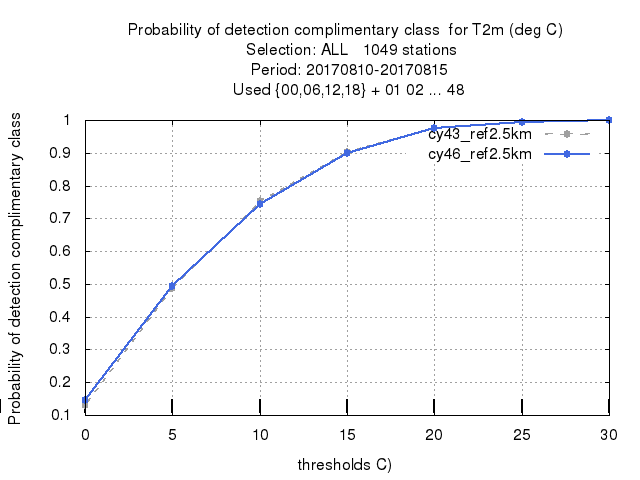 Probability of detection complimentary class  for T2m (deg C)
Selection: ALL   1049 stations
Period: 20170810-20170815
Used {00,06,12,18} + 01 02 ... 48
Probability of detection complimentary class
1
0.9
0.8
0.7
0.6
0.5
0.4
0.3
0.2
0.1
cy43_ref2.5km
cy46_ref2.5km
0 5 10 15 20 25 30
thresholds C)